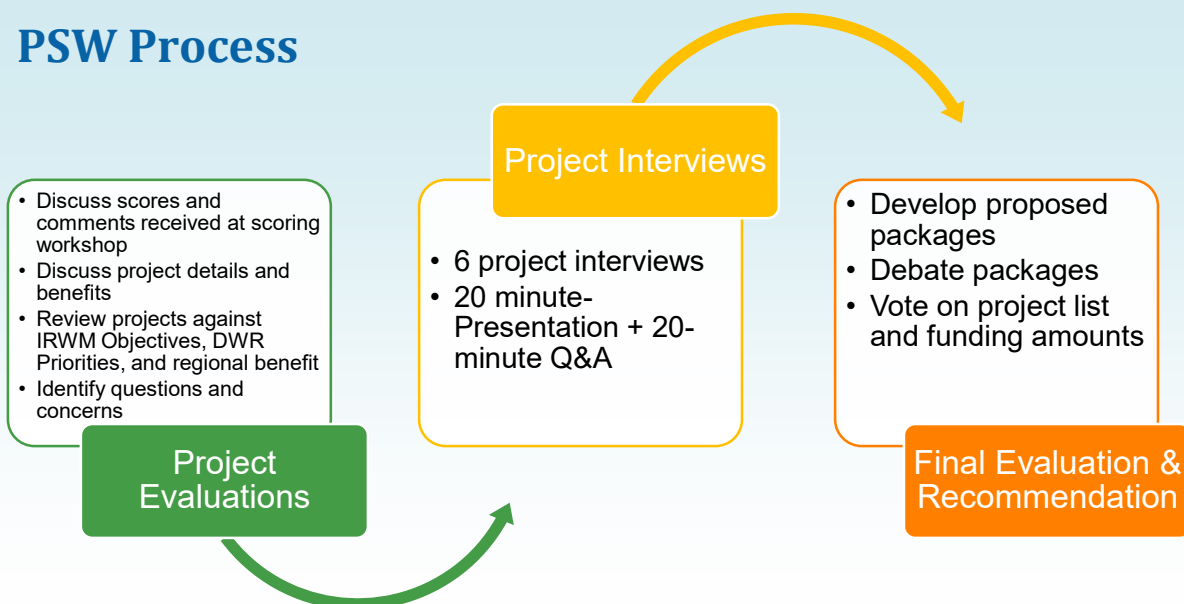 PSW Process
• Discuss scores and
comments received at scoring
workshop
• Discuss project details and
benefits
• Review projects against
IRWM Objectives, DWR
Priorities, and regional benefit
• Identify questions and
concerns
Project
Evaluations
Project Interviews
• 6 project interviews
• 20 minute-
Presentation + 20-
minute Q&A
• Develop proposed
packages
• Debate packages
• Vote on project list
and funding amounts
Final Evaluation &
Recommendation